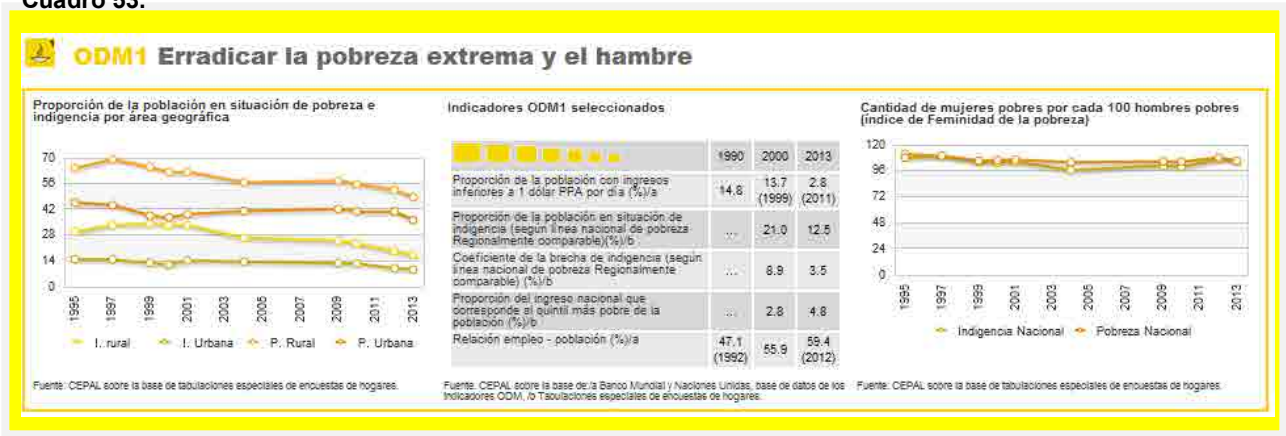 Cuadro 53.
ODM1 Erradicar la pobreza extrema y el hambre
Proporción de la población en situación de pobreza e
indigencia por área geográfica
70
56
42
28
14
0
1995
1997
1999
2001
2003
2005
2007
2009
2011
2013
I. rural
I. Urbana
P. Rural
P. Urbana
Fuente: CEPAL sobre la base de tabulaciones especiales de encuestas de hogares.
Indicadores ODM1 seleccionados
1990 2000 2013
Proporción de la población con ingresos
inferiores a 1 dólar PPA por día (%)/a
14.8
13.7
(1999)
2.8
(2011)
Proporción de la población en situación de
indigencia (según línea nacional de pobreza
Regionalmente comparable)(%)/b
... 21.0 12.5
Coeficiente de la brecha de indigencia (según
línea nacional de pobreza Regionalmente
comparable) (%)/b
... 8.9 3.5
Proporción del ingreso nacional que
corresponde al quintil más pobre de la
población (%)/b
... 2.8 4.8
Relación empleo - población (%)/a
47.1
(1992)
55.9
59.4
(2012)
Fuente: CEPAL sobre la base de:/a Banco Mundial y Naciones Unidas, base de datos de los
Indicadores ODM, /b Tabulaciones especiales de encuestas de hogares.
Cantidad de mujeres pobres por cada 100 hombres pobres
(índice de Feminidad de la pobreza)
120
96
72
48
24
0
1995
1997
1999
2001
2003
2005
2007
2009
2011
2013
Indigencia Nacional
Pobreza Nacional
Fuente: CEPAL sobre la base de tabulaciones especiales de encuestas de hogares.